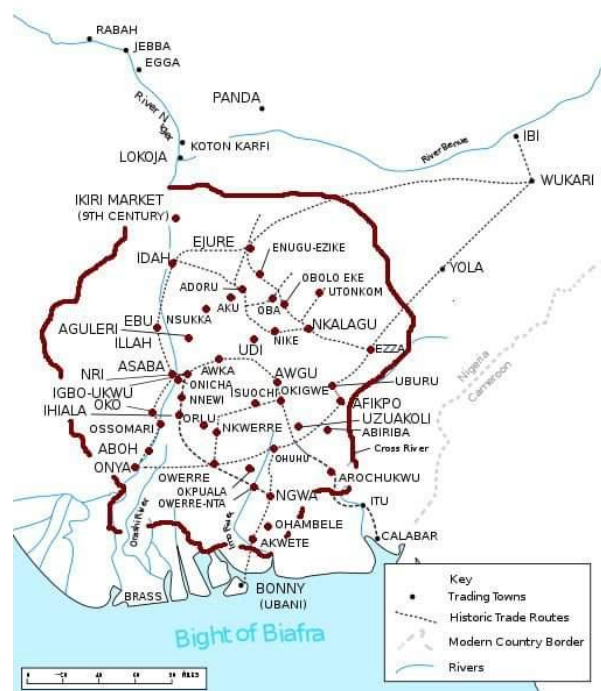 RABAH
JEBBA
EGGA
River Niger
PANDA
KOTON KARFI
LOKOJA
IBI
River Benue
WUKARI
IKIRI MARKET
(9TH CENTURY)
EJURE
IDAH
ENUGU-EZIKE
YOLA
OBOLO EKE
UTONKOM
ADORU
AKU
OBA
NSUKKA
EBU
AGULERI
ILLAH
NKALAGU
NIKE
UDI
EZZA
Nigeria
Cameroon
ASABA
NRI
AWKA
AWGU
UBURU
IGBO-UKWU
ONICHA
NNEWI
ISUOCHI
OKIGWE
AFIKPO
OKO
IHIALA
ORLU
UZUAKOLI
OSSOMARI
NKWERRE
ABIRIBA
ABOH
Cross River
OHUHU
ONYA
AROCHUKWU
OWERRE
OKPUALA
OWERRE-NTA
NGWA
ITU
Orashi River
OHAMBELE
CALABAR
AKWETE
BRASS
BONNY
(UBANI)
Bight of Biafra
Key
Trading Towns
Historic Trade Routes
Modern Country Border
Rivers
0